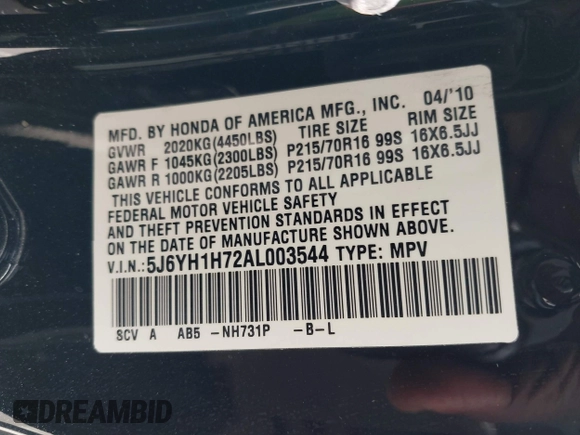 MFD. BY HONDA OF AMERICA MFG., INC. 04/'10
GVWR 2020KG(4450LBS) TIRE SIZE RIM SIZE
GAWR F 1045KG(2300LBS) P215/70R16 99S 16X6.5JJ
GAWR R 1000KG(2205LBS) P215/70R16 99S 16X6.5JJ
THIS VEHICLE CONFORMS TO ALL APPLICABLE
FEDERAL MOTOR VEHICLE SAFETY
AND THEFT PREVENTION STANDARDS IN EFFECT
ON THE DATE OF MANUFACTURE SHOWN ABOVE.
V.I.N.:5J6YH1H72AL003544 TYPE: MPV
SCV A AB5 -NH731P -B-L
DREAMBID